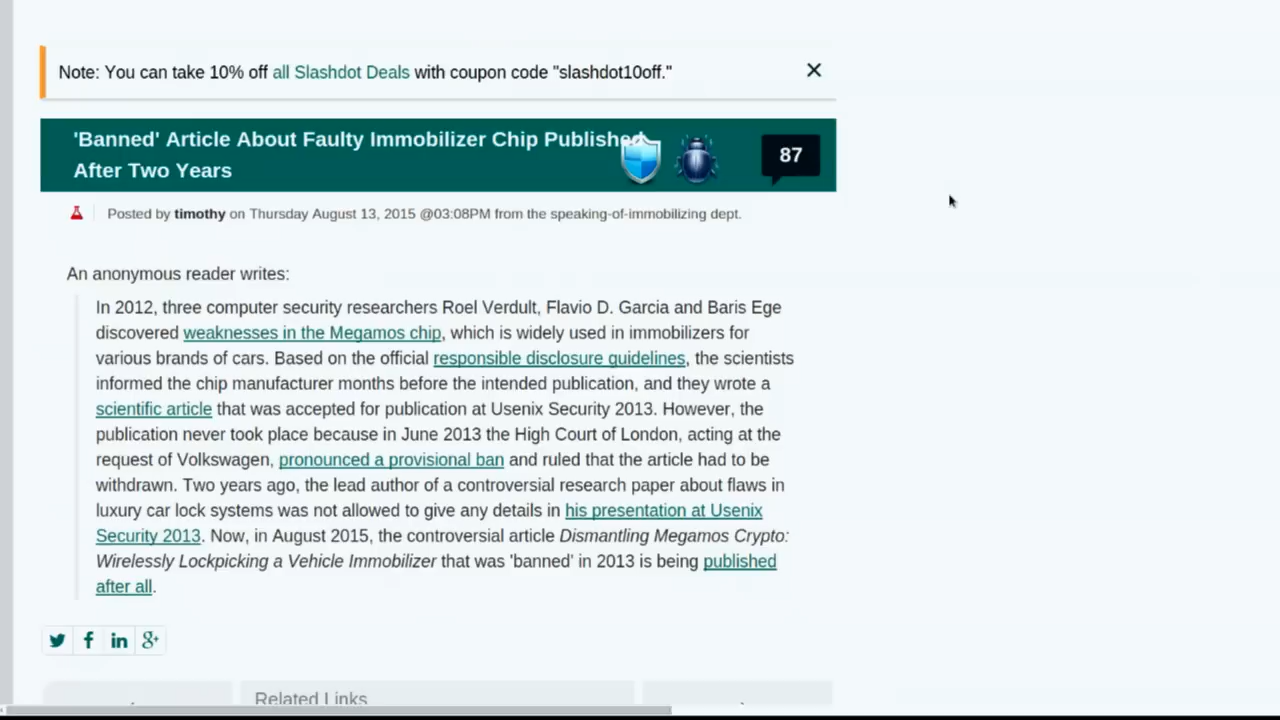 Note: You can take 10% off all Slashdot Deals with coupon code "slashdot10off."
'Banned' Article About Faulty Immobilizer Chip Published
After Two Years
87
Posted by timothy on Thursday August 13, 2015 @03:08PM from the speaking-of-immobilizing dept.
An anonymous reader writes:
In 2012, three computer security researchers Roel Verdult, Flavio D. Garcia and Baris Ege
discovered weaknesses in the Megamos chip, which is widely used in immobilizers for
various brands of cars. Based on the official responsible disclosure guidelines, the scientists
informed the chip manufacturer months before the intended publication, and they wrote a
scientific article that was accepted for publication at Usenix Security 2013. However, the
publication never took place because in June 2013 the High Court of London, acting at the
request of Volkswagen, pronounced a provisional ban and ruled that the article had to be
withdrawn. Two years ago, the lead author of a controversial research paper about flaws in
luxury car lock systems was not allowed to give any details in his presentation at Usenix
Security 2013. Now, in August 2015, the controversial article Dismantling Megamos Crypto:
Wirelessly Lockpicking a Vehicle Immobilizer that was 'banned' in 2013 is being published
after all.
Related Links